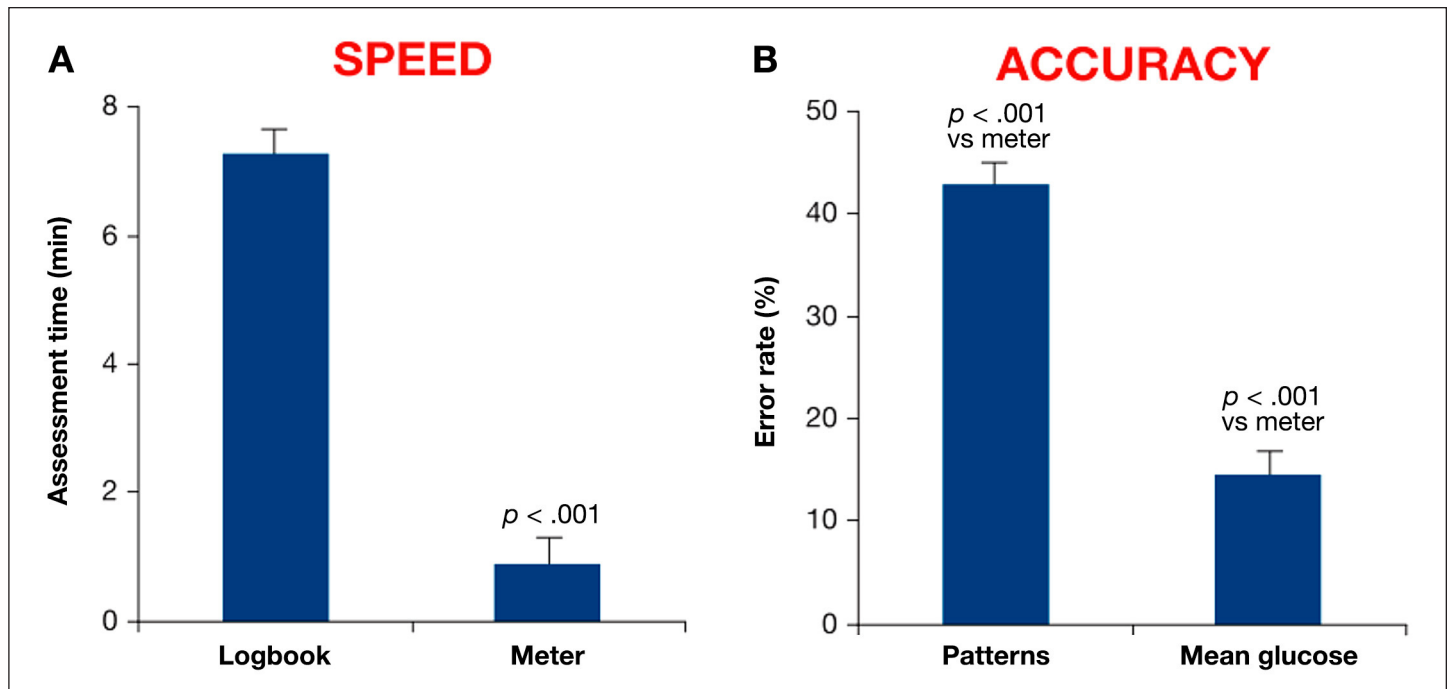 A
SPEED
8
6
4
2
0
Assessment time (min)
p < .001
Logbook
Meter
B
ACCURACY
50
40
30
20
10
0
Error rate (%)
p < .001
vs meter
p < .001
vs meter
Patterns
Mean glucose